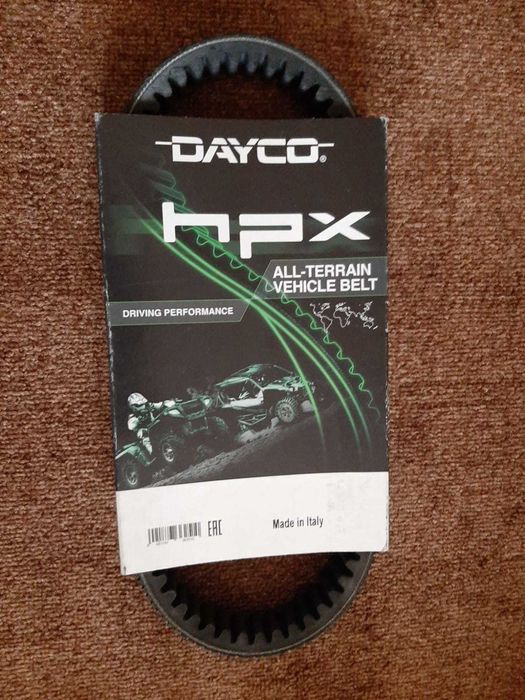 DAYCO®
hpx
ALL-TERRAIN
VEHICLE BELT
DRIVING PERFORMANCE
EAC
Made in Italy